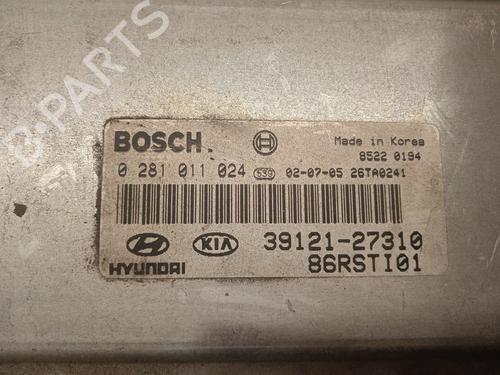 B-PARTS
BOSCH
Made in Korea
8522 0194
0 281 011 024 530 02-07-05 26TA0241
HYUNDAI KIA 39121-27310
86RSTI01